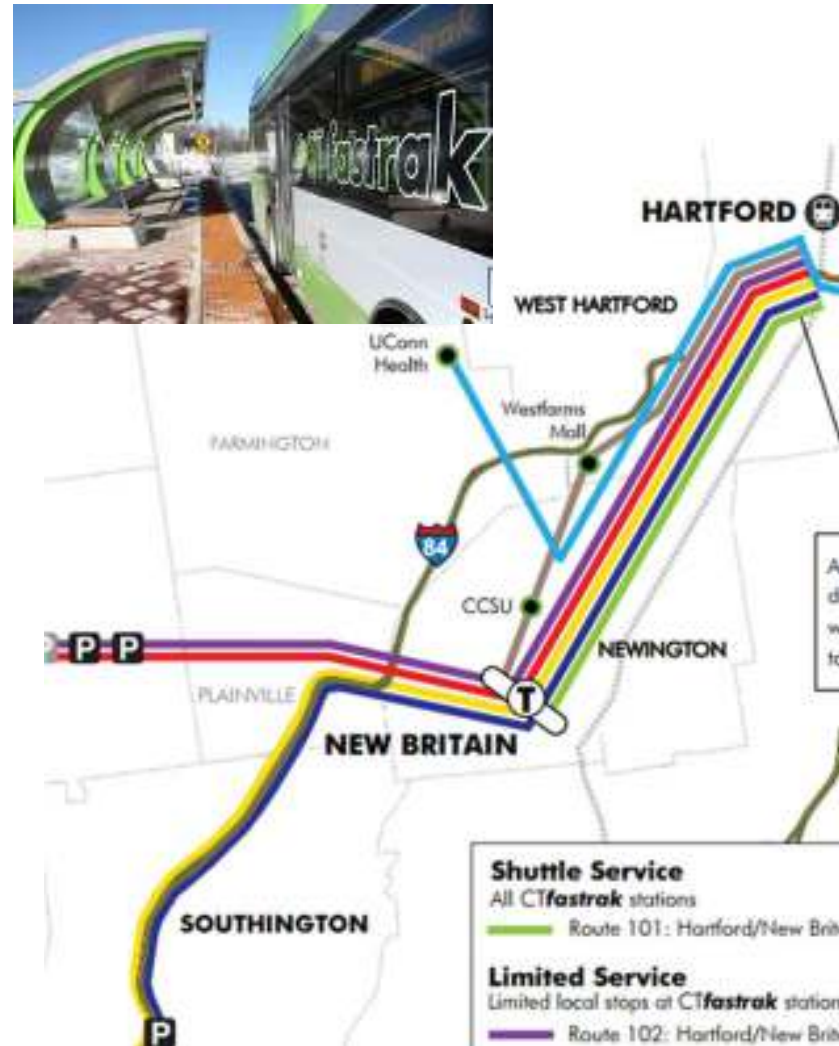 fastrak
HARTFORD
WEST HARTFORD
UConn
Health
Westfarms
Mall
FARMINGTON
84
CCSU
P P
NEWINGTON
PLAINVILLE
T
NEW BRITAIN
SOUTHINGTON
P
Shuttle Service
All CTfastrak stations
Route 101: Hartford/New Brit
Limited Service
Limited local stops at CTfastrak station
Route 102: Hartford/New Brit